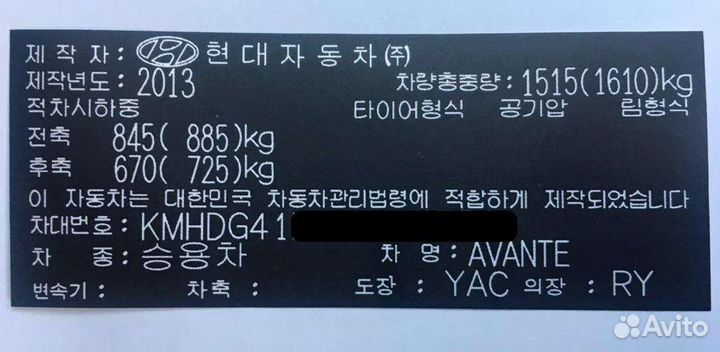 제 작 자 : 현대자동차(주)
제작년도 : 2013 차량총중량 : 1515(1610)kg
적차시하중 타이어형식 공기압 림형식
전축 845( 885)kg
후축 670( 725)kg
이 자동차는 대한민국 자동차관리법령에 적합하게 제작되었습니다
차대번호 : KMHDG41
차 종 : 승용차 차 명 : AVANTE
변속기 : 차축 : 도장 : YAC 의장 : RY
Avito